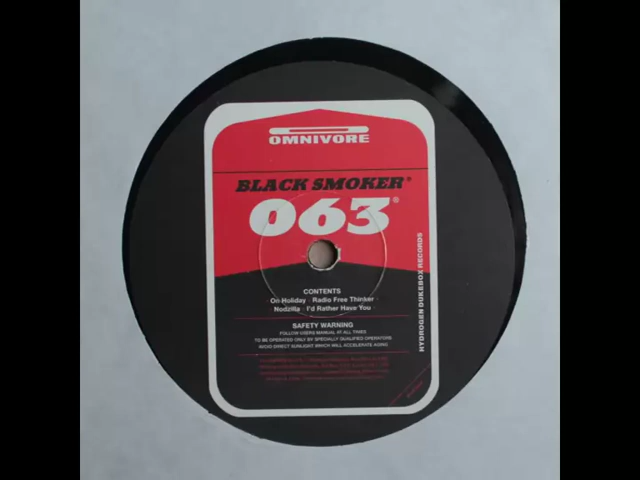 OMNIVORE
BLACK SMOKER®
063®
CONTENTS
On Holiday · Radio Free Thinker ·
Nodzilla · I'd Rather Have You
SAFETY WARNING
FOLLOW USERS MANUAL AT ALL TIMES
TO BE OPERATED ONLY BY SPECIALLY QUALIFIED OPERATORS
AVOID DIRECT SUNLIGHT WHICH WILL ACCELERATE AGING
HYDROGEN DUKEBOX RECORDS